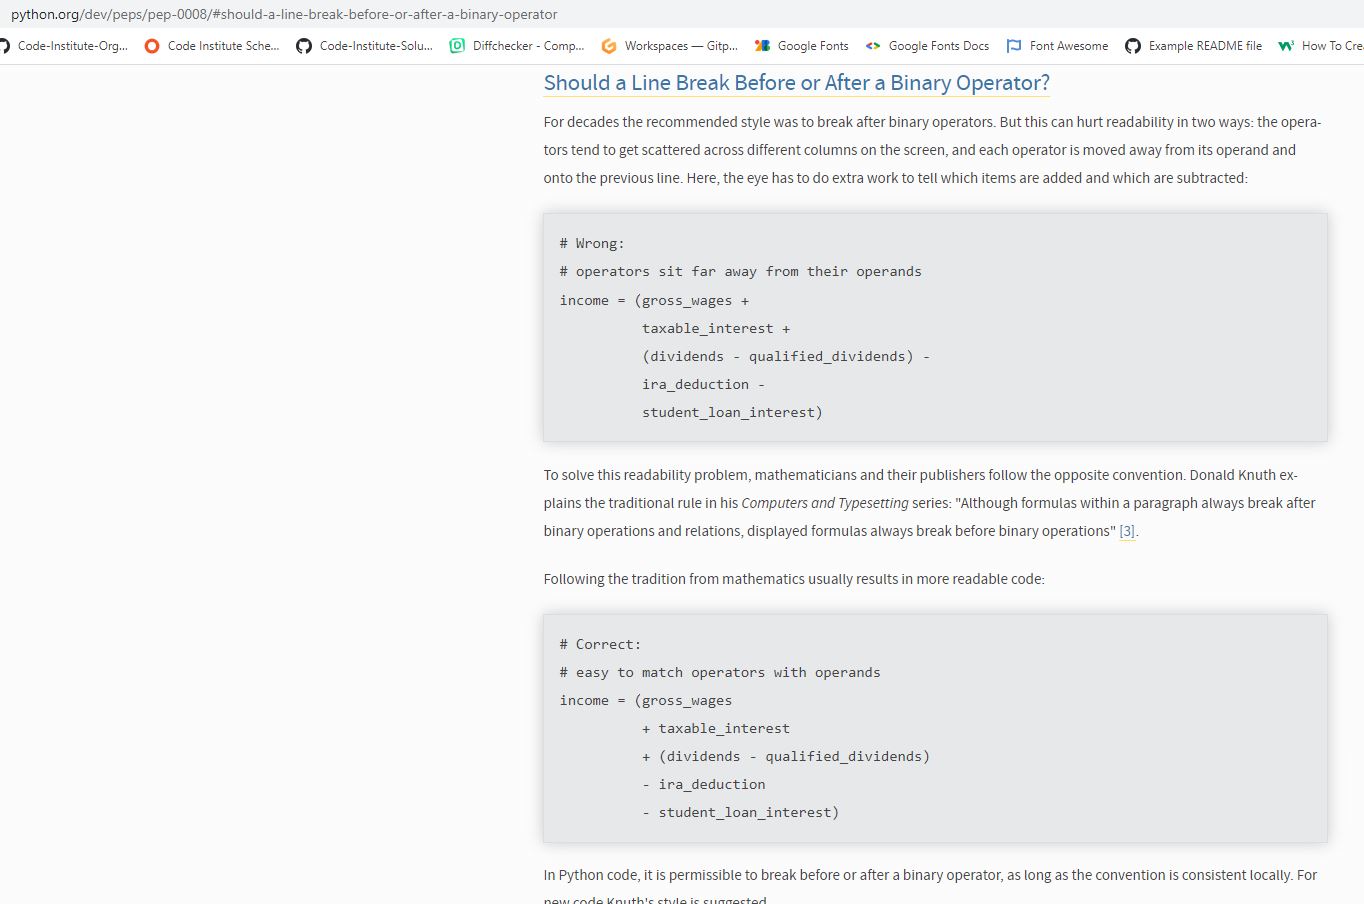 python.org/dev/peps/pep-0008/#should-a-line-break-before-or-after-a-binary-operator
Code-Institute-Org... Code Institute Sche... Code-Institute-Solu... Diffchecker - Comp... Workspaces — Gitp... Google Fonts Google Fonts Docs Font Awesome Example README file How To Crea
Should a Line Break Before or After a Binary Operator?
For decades the recommended style was to break after binary operators. But this can hurt readability in two ways: the opera-
tors tend to get scattered across different columns on the screen, and each operator is moved away from its operand and
onto the previous line. Here, the eye has to do extra work to tell which items are added and which are subtracted:
# Wrong:
# operators sit far away from their operands
income = (gross_wages +
taxable_interest +
(dividends - qualified_dividends) -
ira_deduction -
student_loan_interest)
To solve this readability problem, mathematicians and their publishers follow the opposite convention. Donald Knuth ex-
plains the traditional rule in his Computers and Typesetting series: "Although formulas within a paragraph always break after
binary operations and relations, displayed formulas always break before binary operations" [3].
Following the tradition from mathematics usually results in more readable code:
# Correct:
# easy to match operators with operands
income = (gross_wages
+ taxable_interest
+ (dividends - qualified_dividends)
- ira_deduction
- student_loan_interest)
In Python code, it is permissible to break before or after a binary operator, as long as the convention is consistent locally. For
new code Knuth's style is suggested.